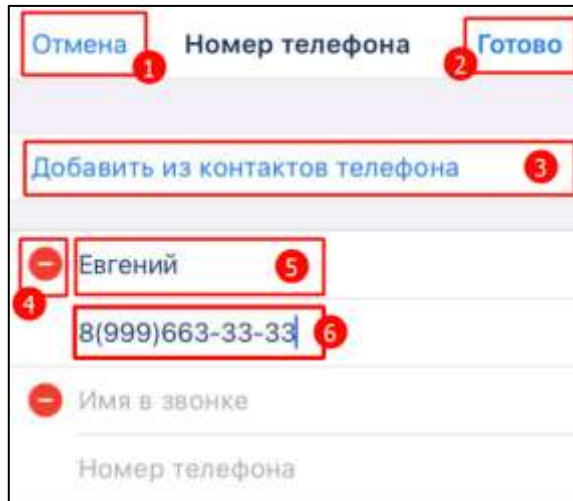 Отмена Номер телефона Готово
1 2
Добавить из контактов телефона 3
Евгений 5
4
8(999)663-33-33 6
Имя в звонке
Номер телефона